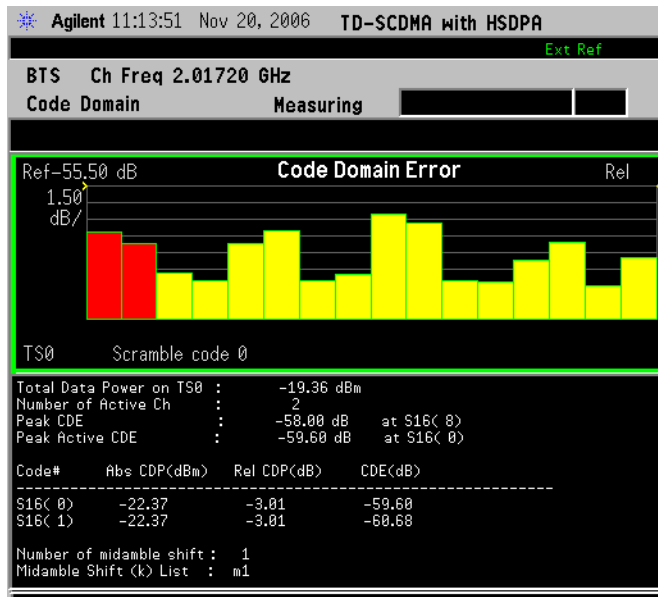 Agilent 11:13:51 Nov 20, 2006 TD-SCDMA with HSDPA
Ext Ref
BTS Ch Freq 2.01720 GHz
Code Domain Measuring
Ref-55.50 dB Code Domain Error Rel
1.50
dB/
TS0 Scramble code 0
Total Data Power on TS0 : -19.36 dBm
Number of Active Ch : 2
Peak CDE : -58.00 dB at S16( 8)
Peak Active CDE : -59.60 dB at S16( 0)
Code# Abs CDP(dBm) Rel CDP(dB) CDE(dB)
S16( 0) -22.37 -3.01 -59.60
S16( 1) -22.37 -3.01 -60.68
Number of midamble shift : 1
Midamble Shift (k) List : m1